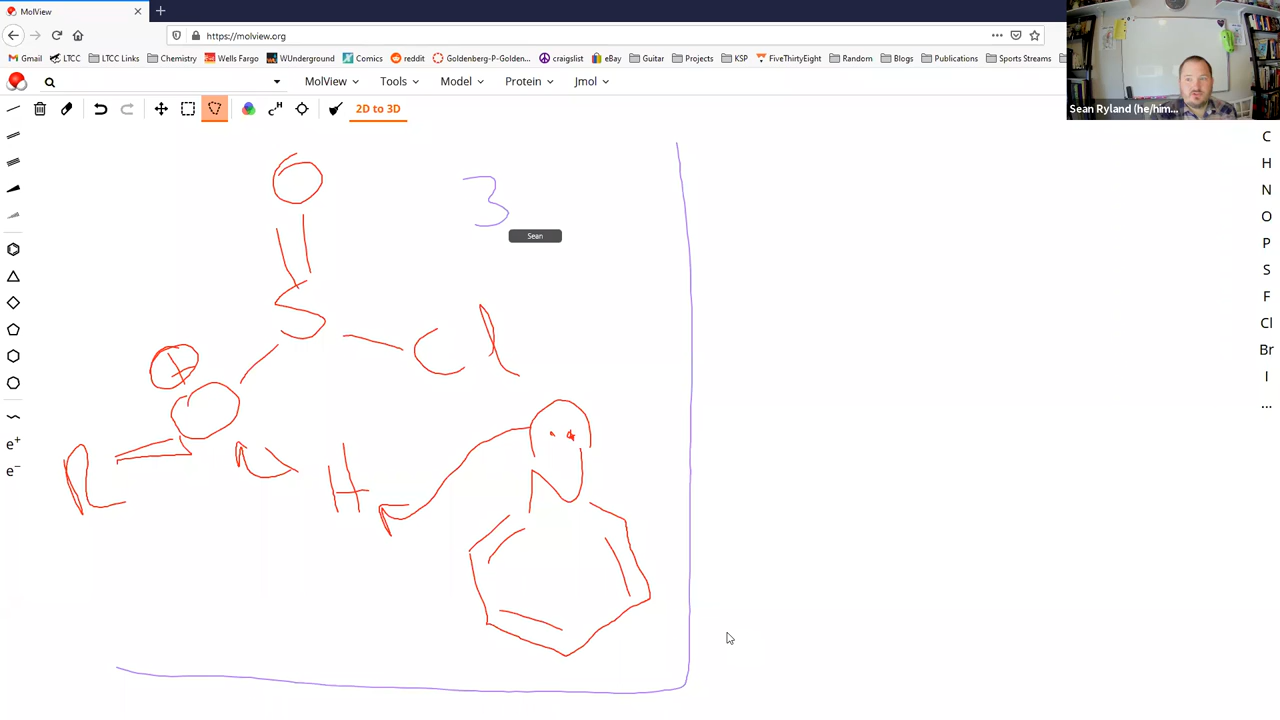 MolView
https://molview.org
Gmail LTCC LTCC Links Chemistry Wells Fargo WUnderground Comics reddit Goldenberg-P-Golden... craigslist eBay Guitar Projects KSP FiveThirtyEight Random Blogs Publications Sports Streams
Sean Ryland (he/him...
MolView Tools Model Protein Jmol
2D to 3D
C
H
N
O
P
S
F
Cl
Br
I
...
e+
e−
3
Sean
O
S
Cl
+
O
R
H
N